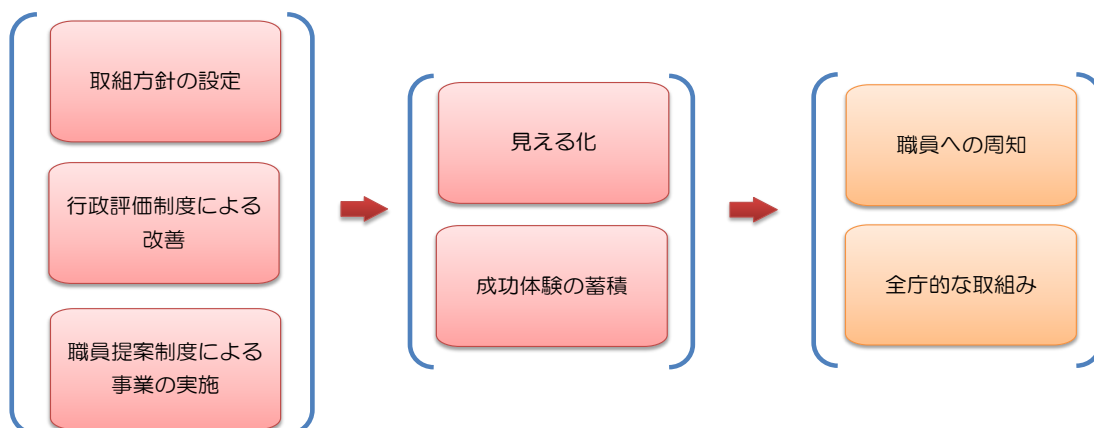 取組方針の設定
行政評価制度による
改善
職員提案制度による
事業の実施
見える化
成功体験の蓄積
職員への周知
全庁的な取組み